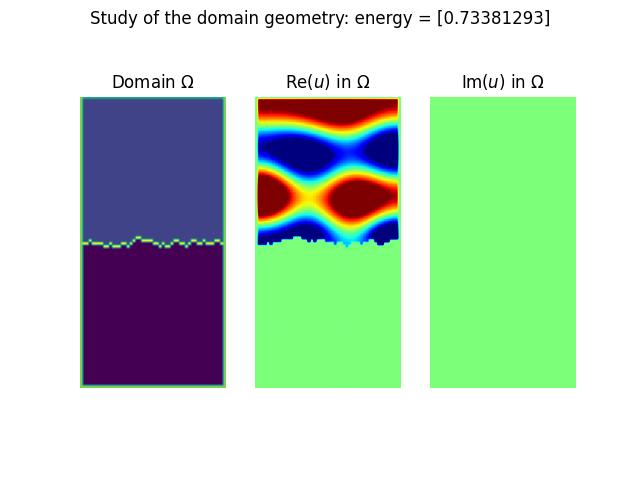 Study of the domain geometry: energy = [0.73381293]
Domain Ω
Re(u) in Ω
Im(u) in Ω